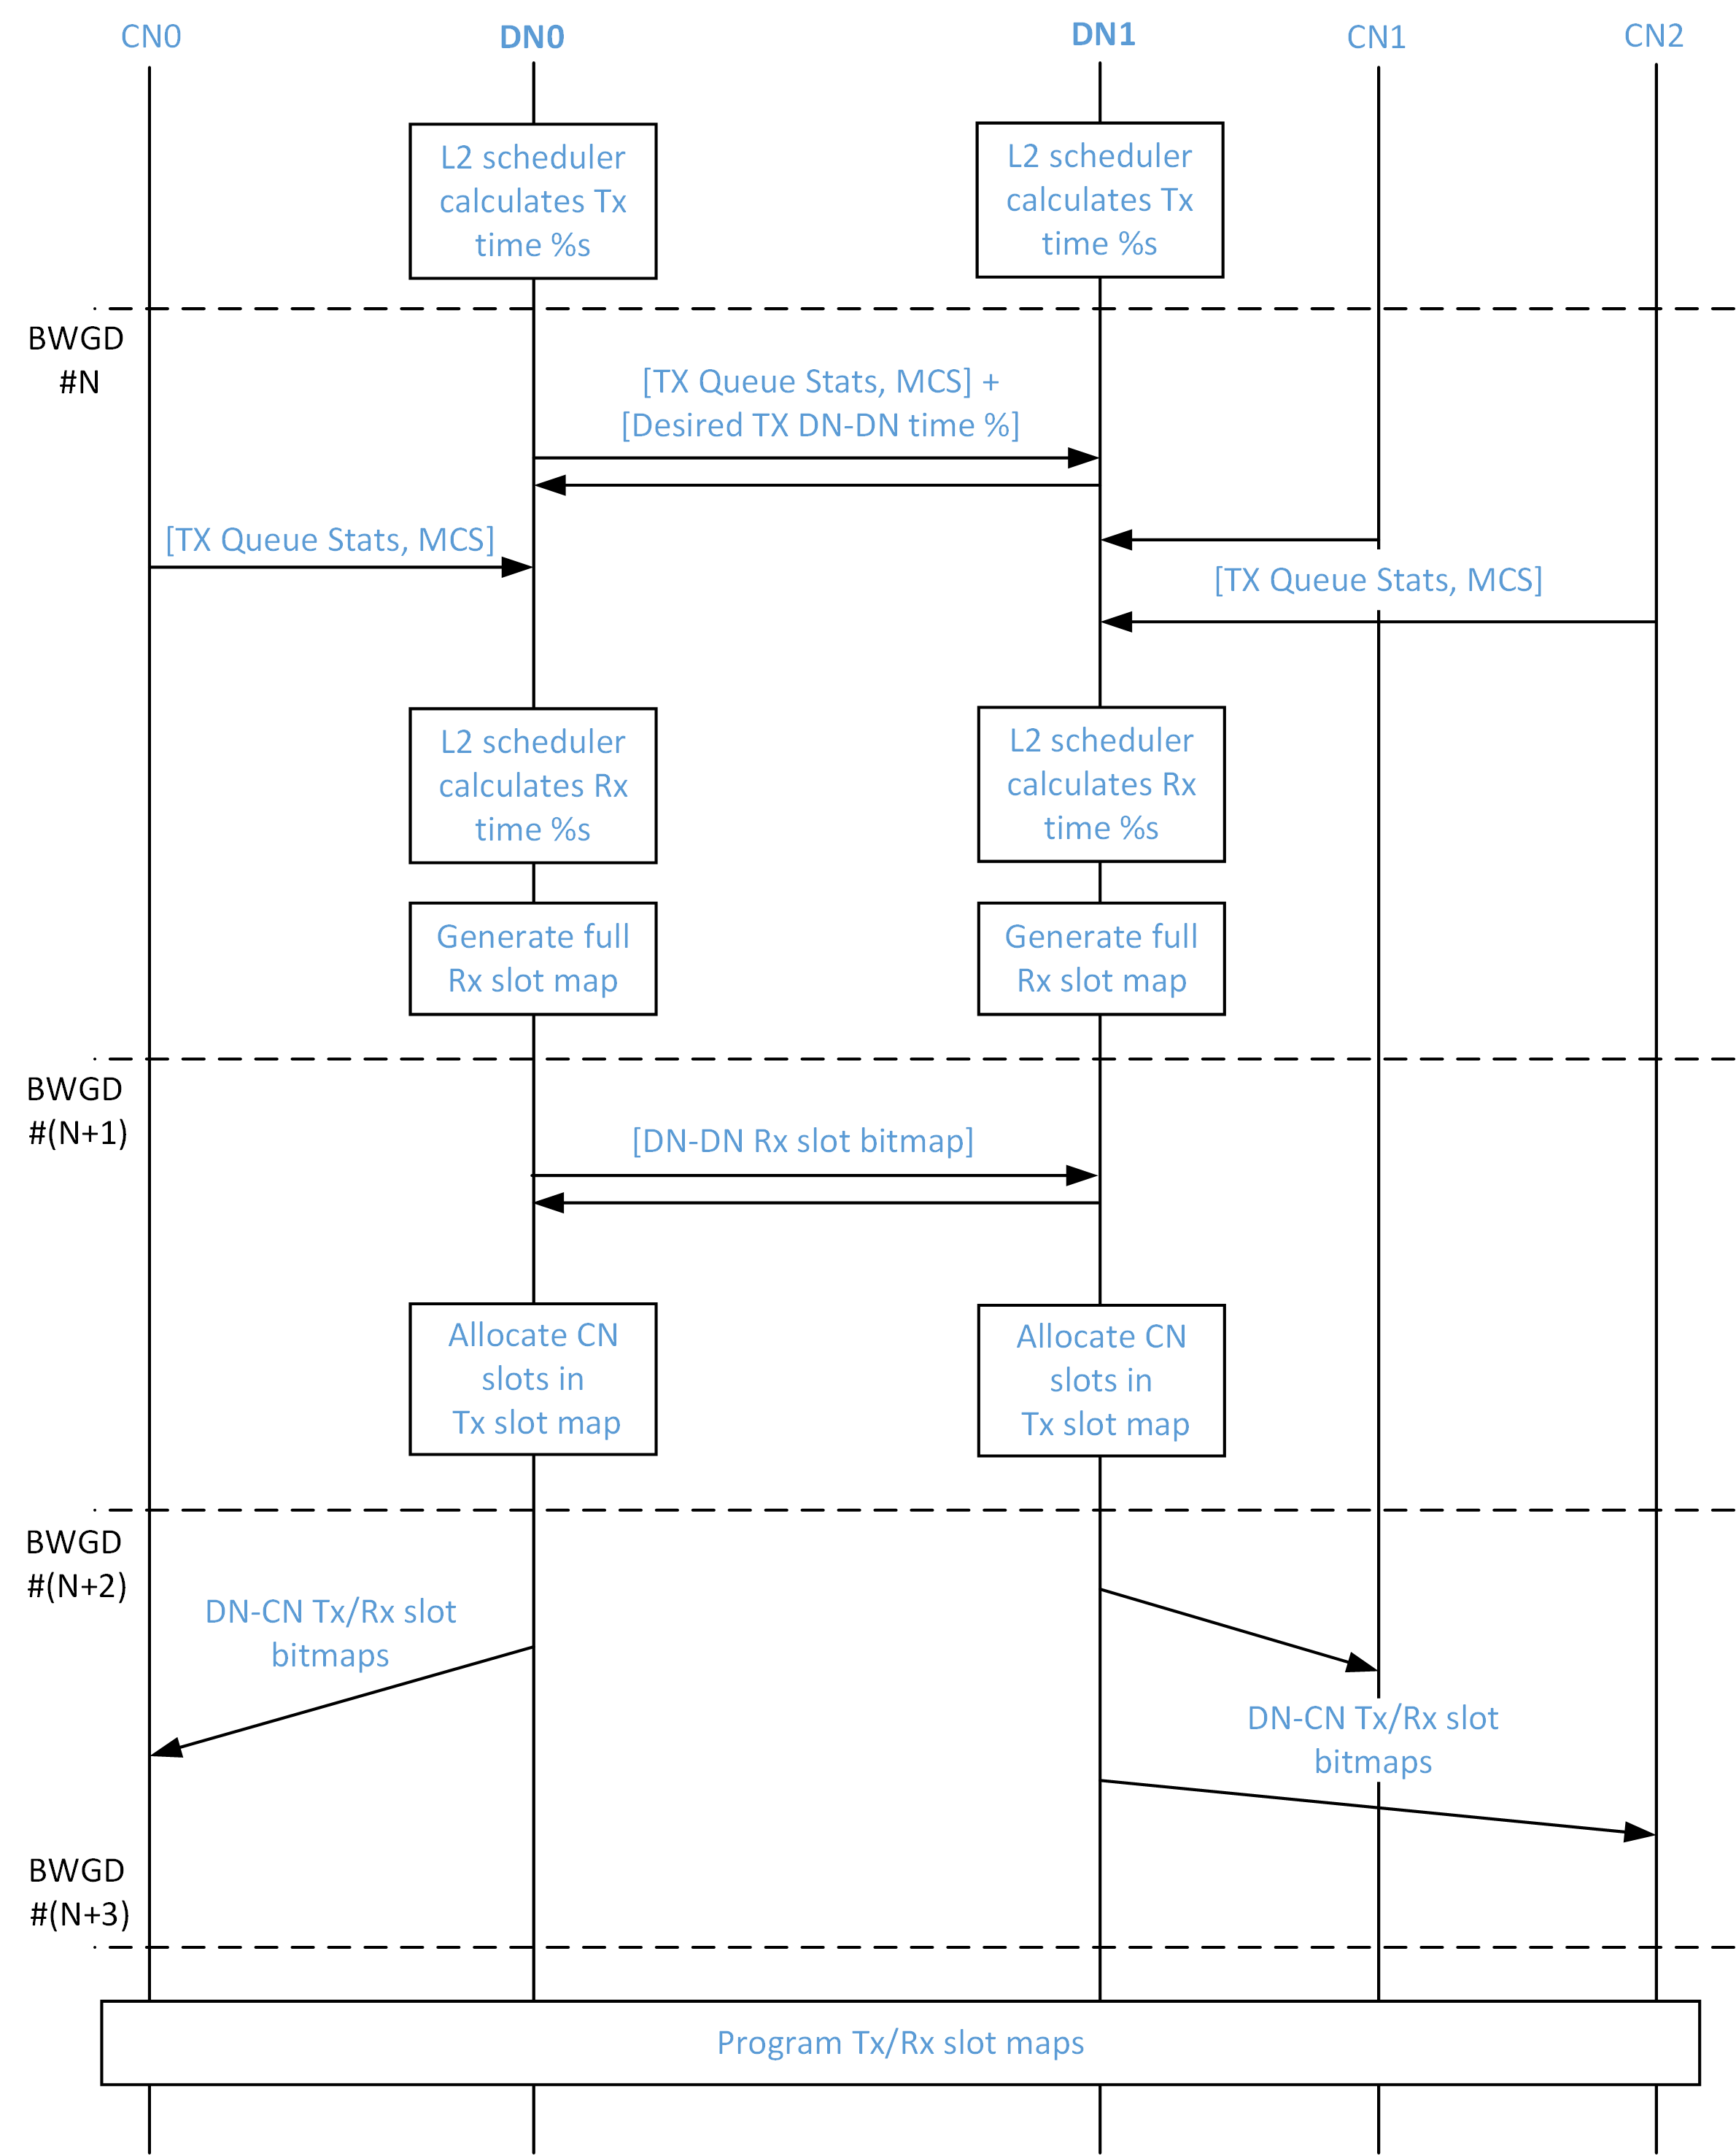 CN0
DN0
DN1
CN1
CN2
L2 scheduler
calculates Tx
time %s
L2 scheduler
calculates Tx
time %s
BWGD
#N
[TX Queue Stats, MCS] +
[Desired TX DN-DN time %]
[TX Queue Stats, MCS]
[TX Queue Stats, MCS]
L2 scheduler
calculates Rx
time %s
L2 scheduler
calculates Rx
time %s
Generate full
Rx slot map
Generate full
Rx slot map
BWGD
#(N+1)
[DN-DN Rx slot bitmap]
Allocate CN
slots in
Tx slot map
Allocate CN
slots in
Tx slot map
BWGD
#(N+2)
DN-CN Tx/Rx slot
bitmaps
DN-CN Tx/Rx slot
bitmaps
BWGD
#(N+3)
Program Tx/Rx slot maps